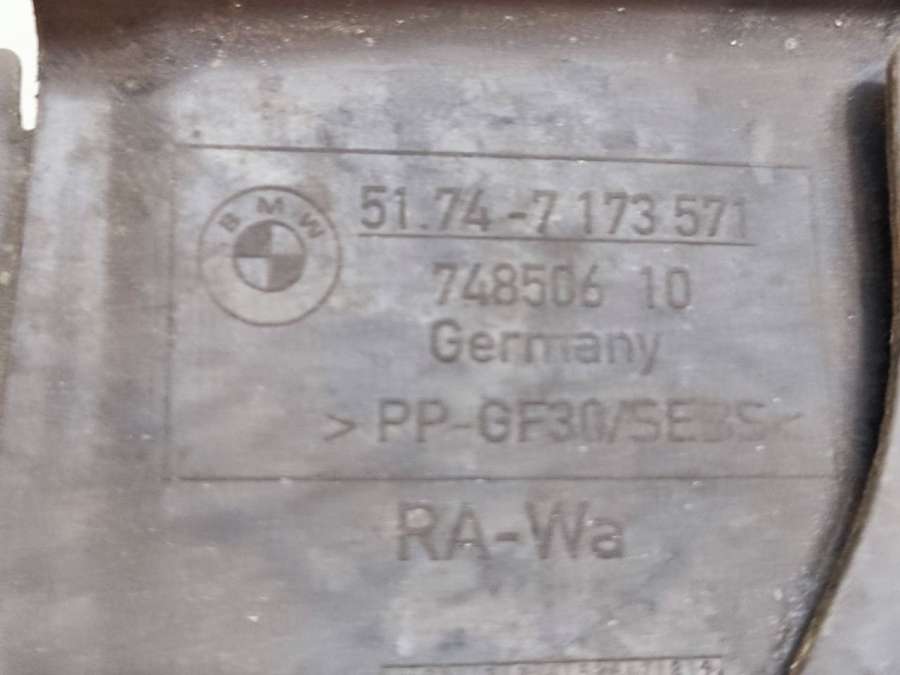 BMW
51.74 -7 173 571
748506 10
Germany
>PP-GF30/SEBS<
RA-Wa